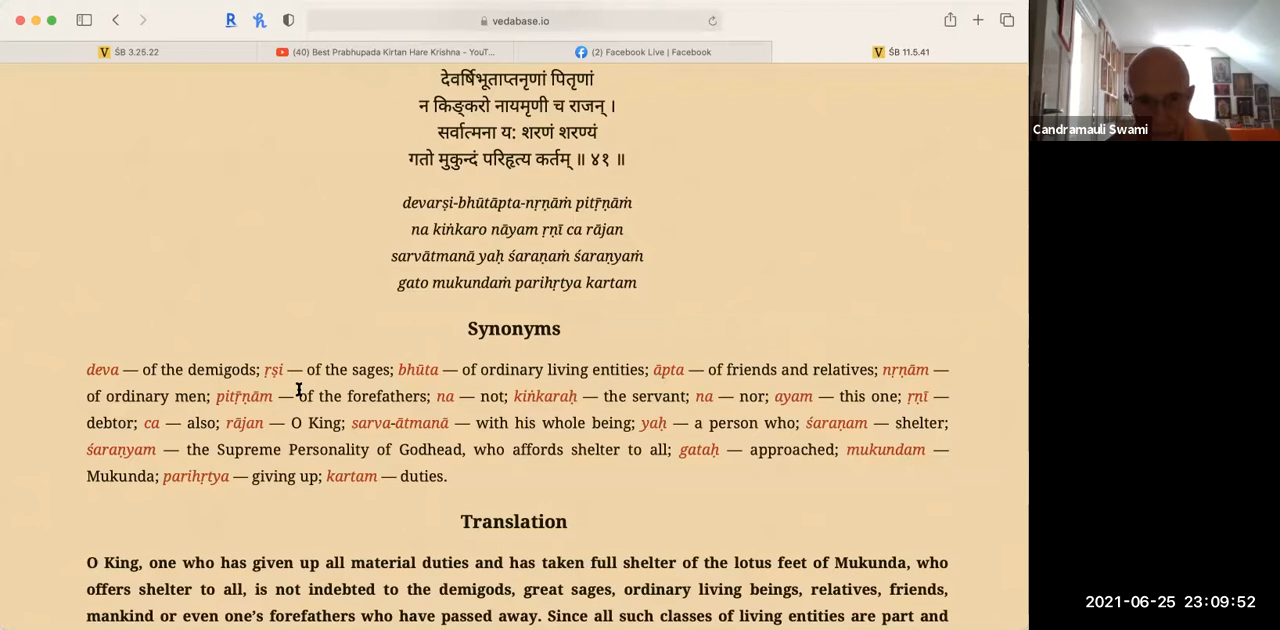 R
vedabase.io
V ŚB 3.25.22
(40) Best Prabhupada Kirtan Hare Krishna - YouT...
(2) Facebook Live | Facebook
V ŚB 11.5.41
देवर्षिभूताप्तनृणां पितृणां
न किङ्करो नायमृणी च राजन् ।
सर्वात्मना य: शरणं शरण्यं
गतो मुकुन्दं परिहृत्य कर्तम् ॥ ४१ ॥
devarṣi-bhūtāpta-nṛṇāṁ pitṝṇāṁ
na kiṅkaro nāyam ṛṇī ca rājan
sarvātmanā yaḥ śaraṇaṁ śaraṇyaṁ
gato mukundaṁ parihṛtya kartam
Synonyms
deva — of the demigods; ṛṣi — of the sages; bhūta — of ordinary living entities; āpta — of friends and relatives; nṛṇām —
of ordinary men; pitṝṇām — of the forefathers; na — not; kiṅkaraḥ — the servant; na — nor; ayam — this one; ṛṇī —
debtor; ca — also; rājan — O King; sarva-ātmanā — with his whole being; yaḥ — a person who; śaraṇam — shelter;
śaraṇyam — the Supreme Personality of Godhead, who affords shelter to all; gataḥ — approached; mukundam —
Mukunda; parihṛtya — giving up; kartam — duties.
Translation
O King, one who has given up all material duties and has taken full shelter of the lotus feet of Mukunda, who
offers shelter to all, is not indebted to the demigods, great sages, ordinary living beings, relatives, friends,
mankind or even one's forefathers who have passed away. Since all such classes of living entities are part and
Candramauli Swami
2021-06-25 23:09:52